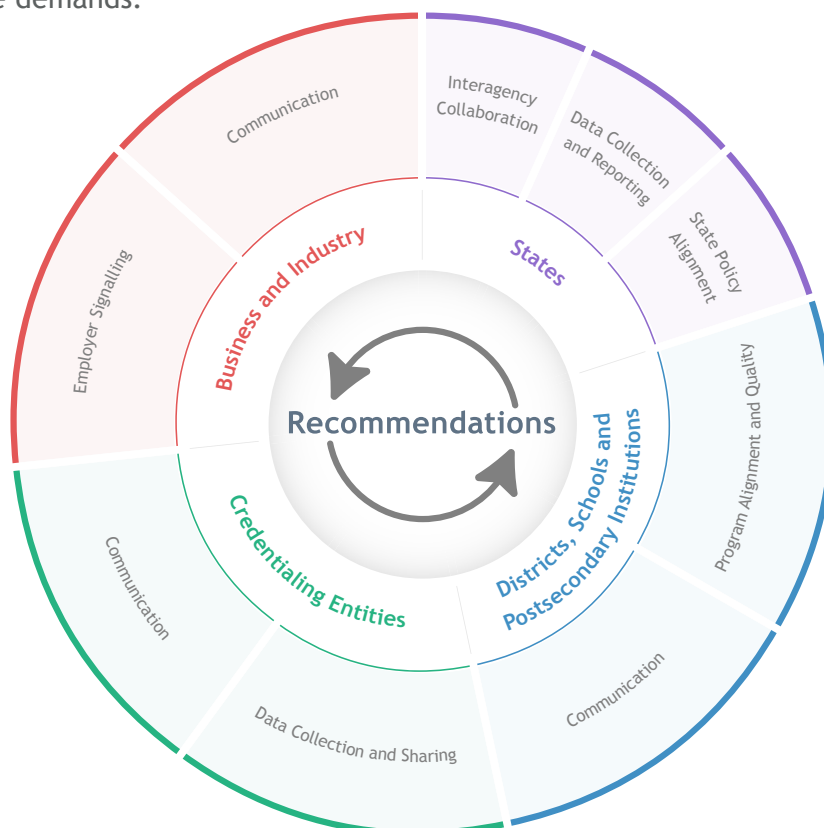 e demands.
Interagency
Collaboration
Data Collection
and Reporting
State Policy
Alignment
States
Program Alignment and Quality
Communication
Districts, Schools and
Postsecondary Institutions
Data Collection and Sharing
Communication
Credentialing Entities
Employer Signalling
Communication
Business and Industry
Recommendations